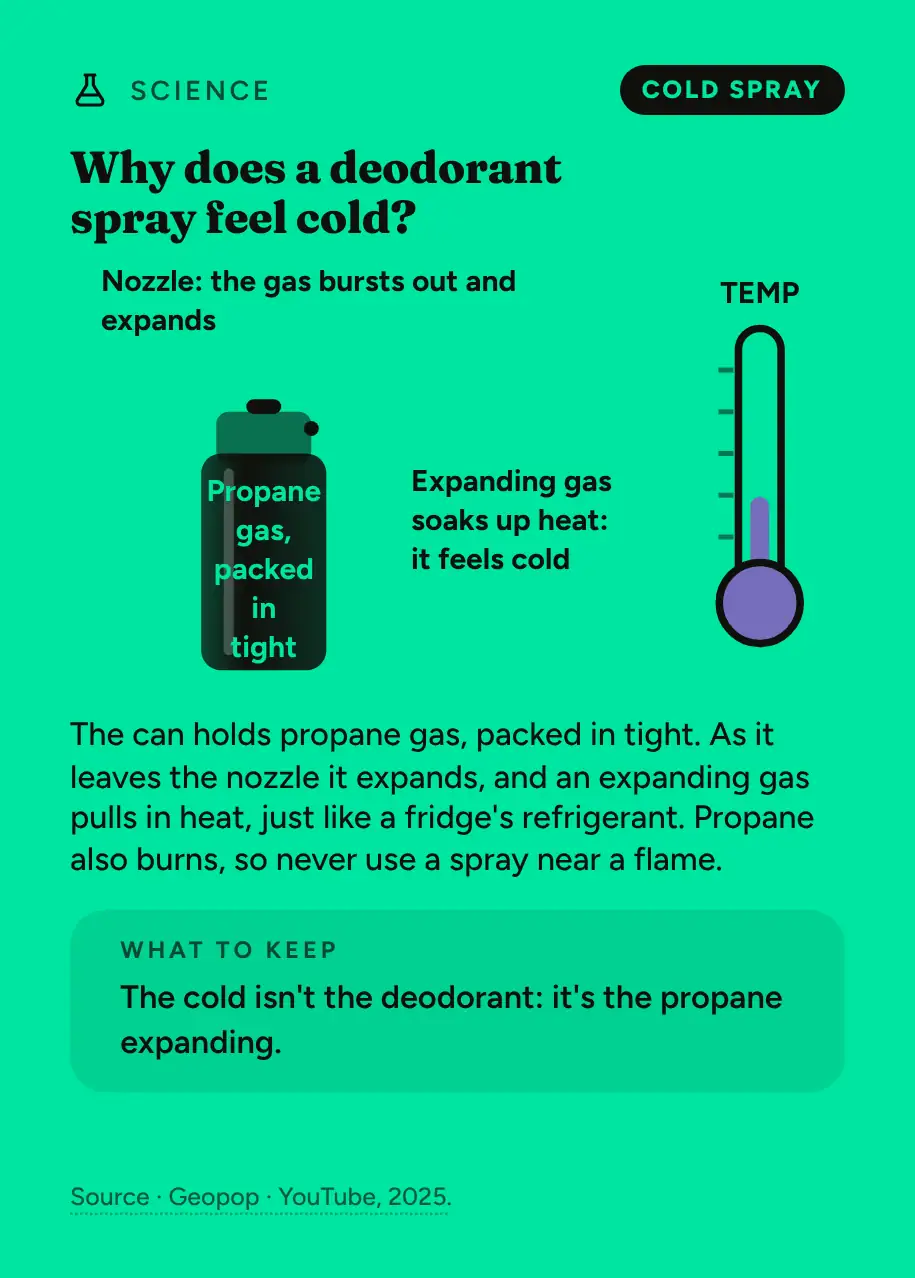 SCIENCE
COLD SPRAY
Why does a deodorant
spray feel cold?
Nozzle: the gas bursts out and
expands
TEMP
Propane
gas,
packed
in
tight
Expanding gas
soaks up heat:
it feels cold
The can holds propane gas, packed in tight. As it
leaves the nozzle it expands, and an expanding gas
pulls in heat, just like a fridge's refrigerant. Propane
also burns, so never use a spray near a flame.
WHAT TO KEEP
The cold isn't the deodorant: it's the propane
expanding.
Source · Geopop · YouTube, 2025.